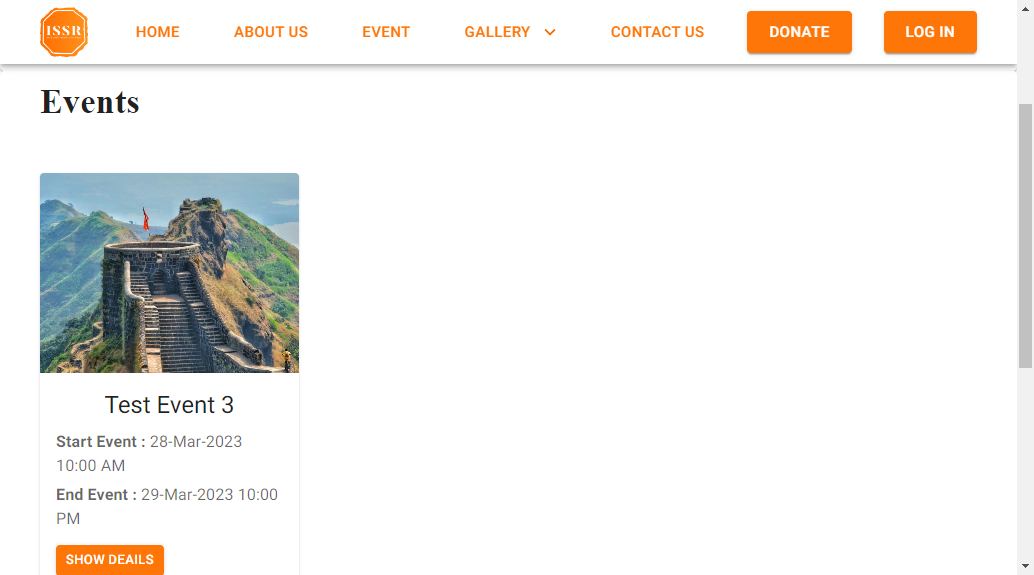 ISSR
HOME
ABOUT US
EVENT
GALLERY
CONTACT US
DONATE
LOG IN
Events
Test Event 3
Start Event : 28-Mar-2023
10:00 AM
End Event : 29-Mar-2023 10:00
PM
SHOW DEAILS